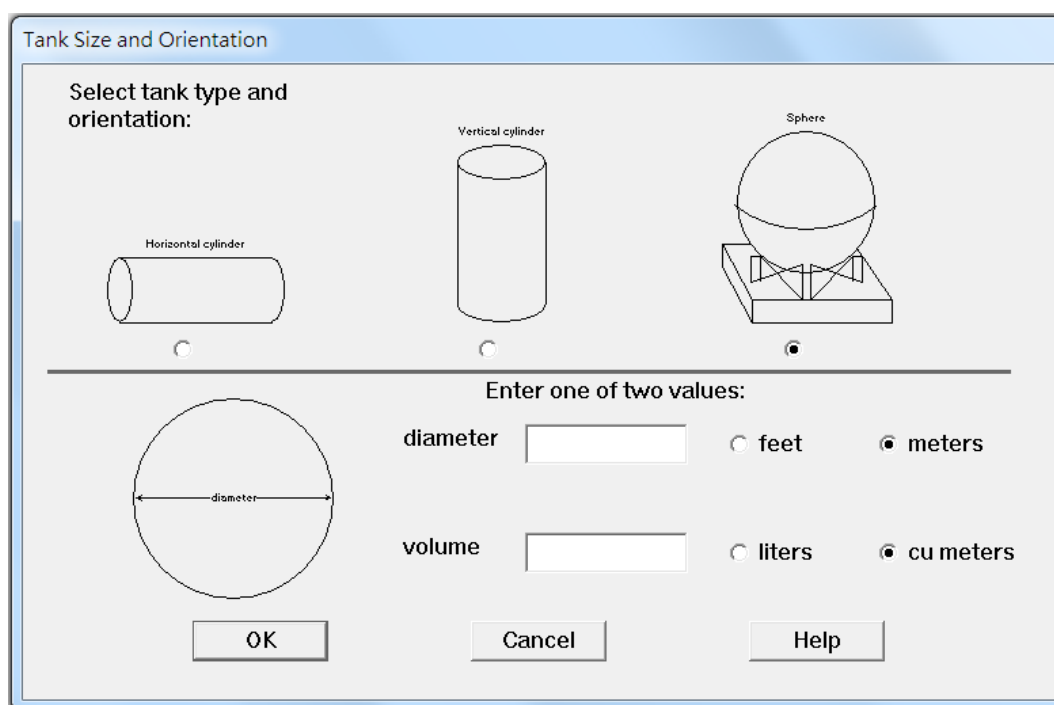 Tank Size and Orientation
Select tank type and
orientation:
Horizontal cylinder
Vertical cylinder
Sphere
Enter one of two values:
diameter
diameter
feet
meters
volume
liters
cu meters
OK
Cancel
Help